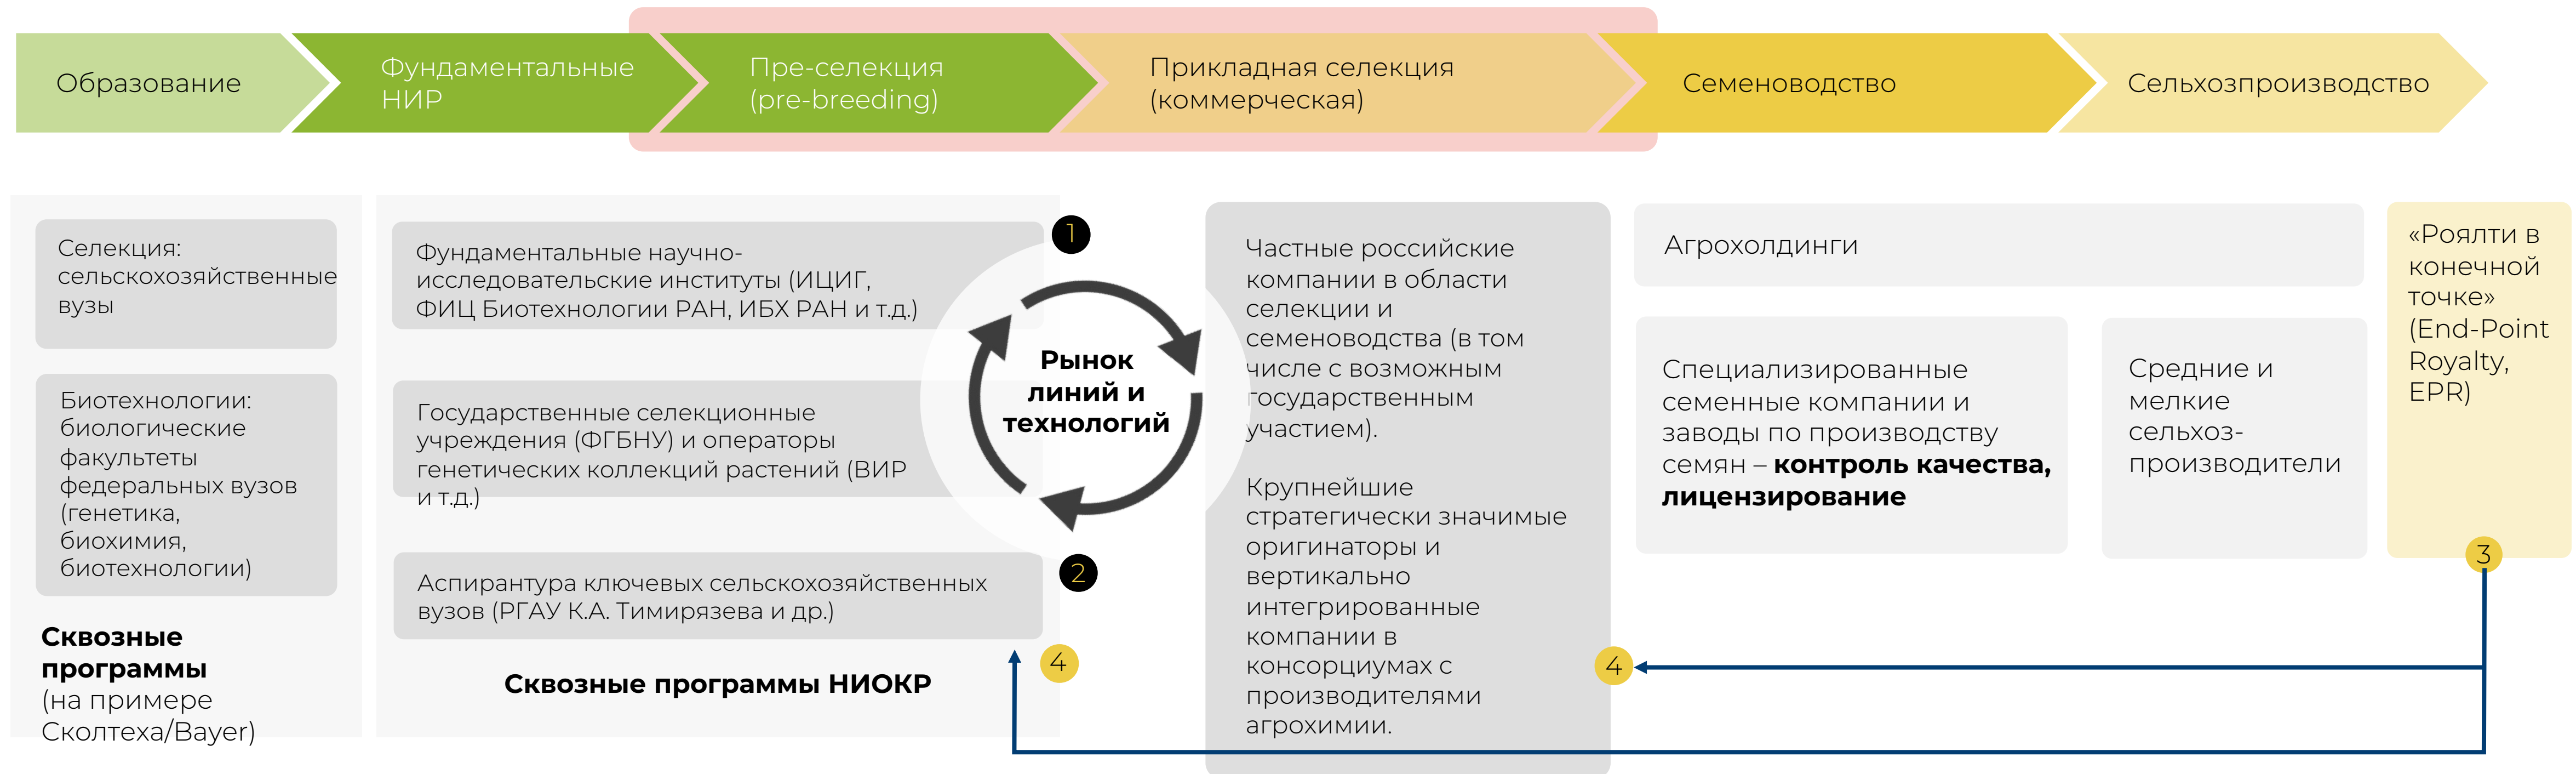 Образование
Фундаментальные
НИР
Пре-селекция
(pre-breeding)
Прикладная селекция
(коммерческая)
Семеноводство
Сельхозпроизводство
Селекция:
сельскохозяйственные
вузы
Биотехнологии:
биологические
факультеты
федеральных вузов
(генетика,
биохимия,
биотехнологии)
Сквозные
программы
(на примере
Сколтеха/Bayer)
Фундаментальные научно-
исследовательские институты (ИЦИГ,
ФИЦ Биотехнологии РАН, ИБХ РАН и т.д.)
Государственные селекционные
учреждения (ФГБНУ) и операторы
генетических коллекций растений (ВИР
и т.д.)
Аспирантура ключевых сельскохозяйственных
вузов (РГАУ К.А. Тимирязева и др.)
Сквозные программы НИОКР
1
Рынок
линий и
технологий
2
4
Частные российские
компании в области
селекции и
семеноводства (в том
числе с возможным
государственным
участием).
Крупнейшие
стратегически значимые
оригинаторы и
вертикально
интегрированные
компании в
консорциумах с
производителями
агрохимии.
4
Агрохолдинги
Специализированные
семенные компании и
заводы по производству
семян – контроль качества,
лицензирование
Средние и
мелкие
сельхоз-
производители
«Роялти в
конечной
точке»
(End-Point
Royalty,
EPR)
3